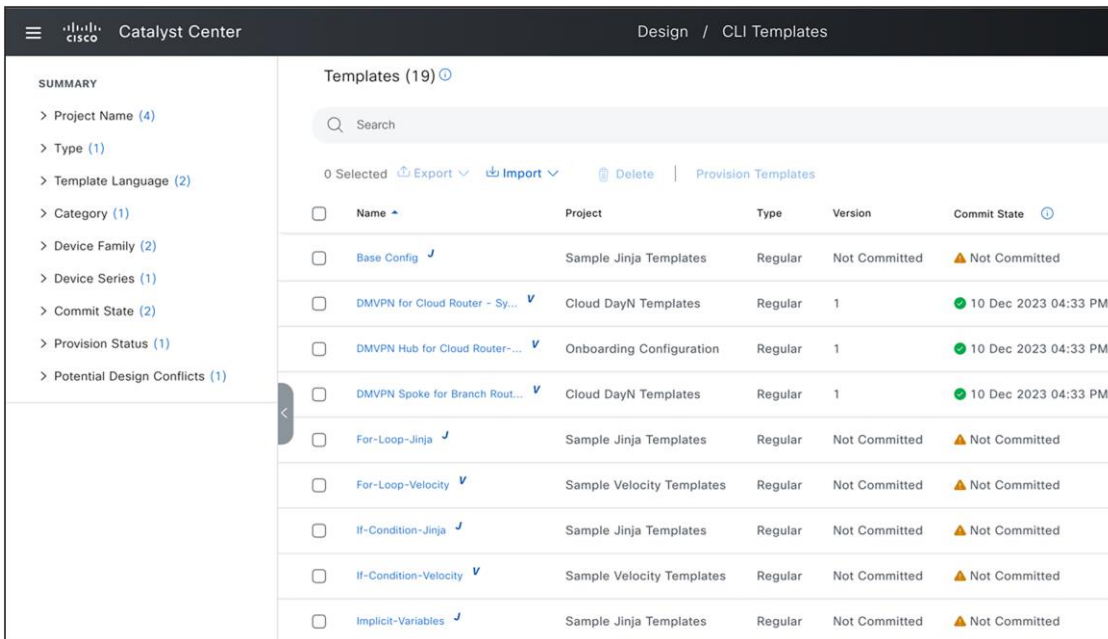 CISCO Catalyst Center Design / CLI Templates
SUMMARY
Project Name (4)
Type (1)
Template Language (2)
Category (1)
Device Family (2)
Device Series (1)
Commit State (2)
Provision Status (1)
Potential Design Conflicts (1)
Templates (19)
Search
0 Selected Export Import Delete Provision Templates
Name Project Type Version Commit State
Base Config J Sample Jinja Templates Regular Not Committed Not Committed
DMVPN for Cloud Router - Sy... V Cloud DayN Templates Regular 1 10 Dec 2023 04:33 PM
DMVPN Hub for Cloud Router-... V Onboarding Configuration Regular 1 10 Dec 2023 04:33 PM
DMVPN Spoke for Branch Rout... V Cloud DayN Templates Regular 1 10 Dec 2023 04:33 PM
For-Loop-Jinja J Sample Jinja Templates Regular Not Committed Not Committed
For-Loop-Velocity V Sample Velocity Templates Regular Not Committed Not Committed
If-Condition-Jinja J Sample Jinja Templates Regular Not Committed Not Committed
If-Condition-Velocity V Sample Velocity Templates Regular Not Committed Not Committed
Implicit-Variables J Sample Jinja Templates Regular Not Committed Not Committed